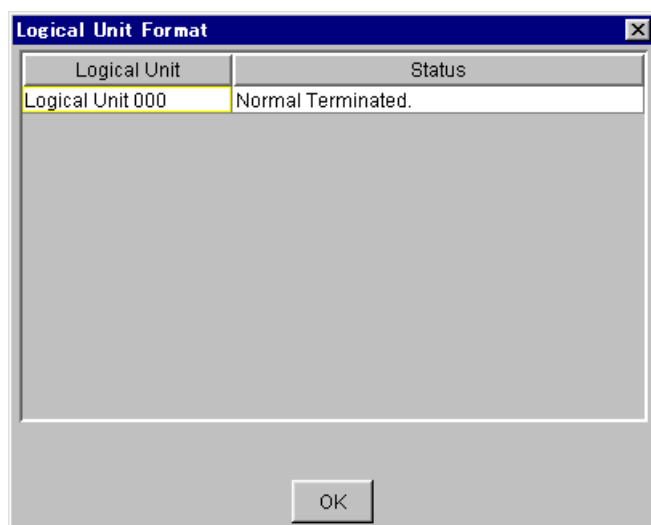 Logical Unit Format
Logical Unit Status
Logical Unit 000 Normal Terminated.
OK